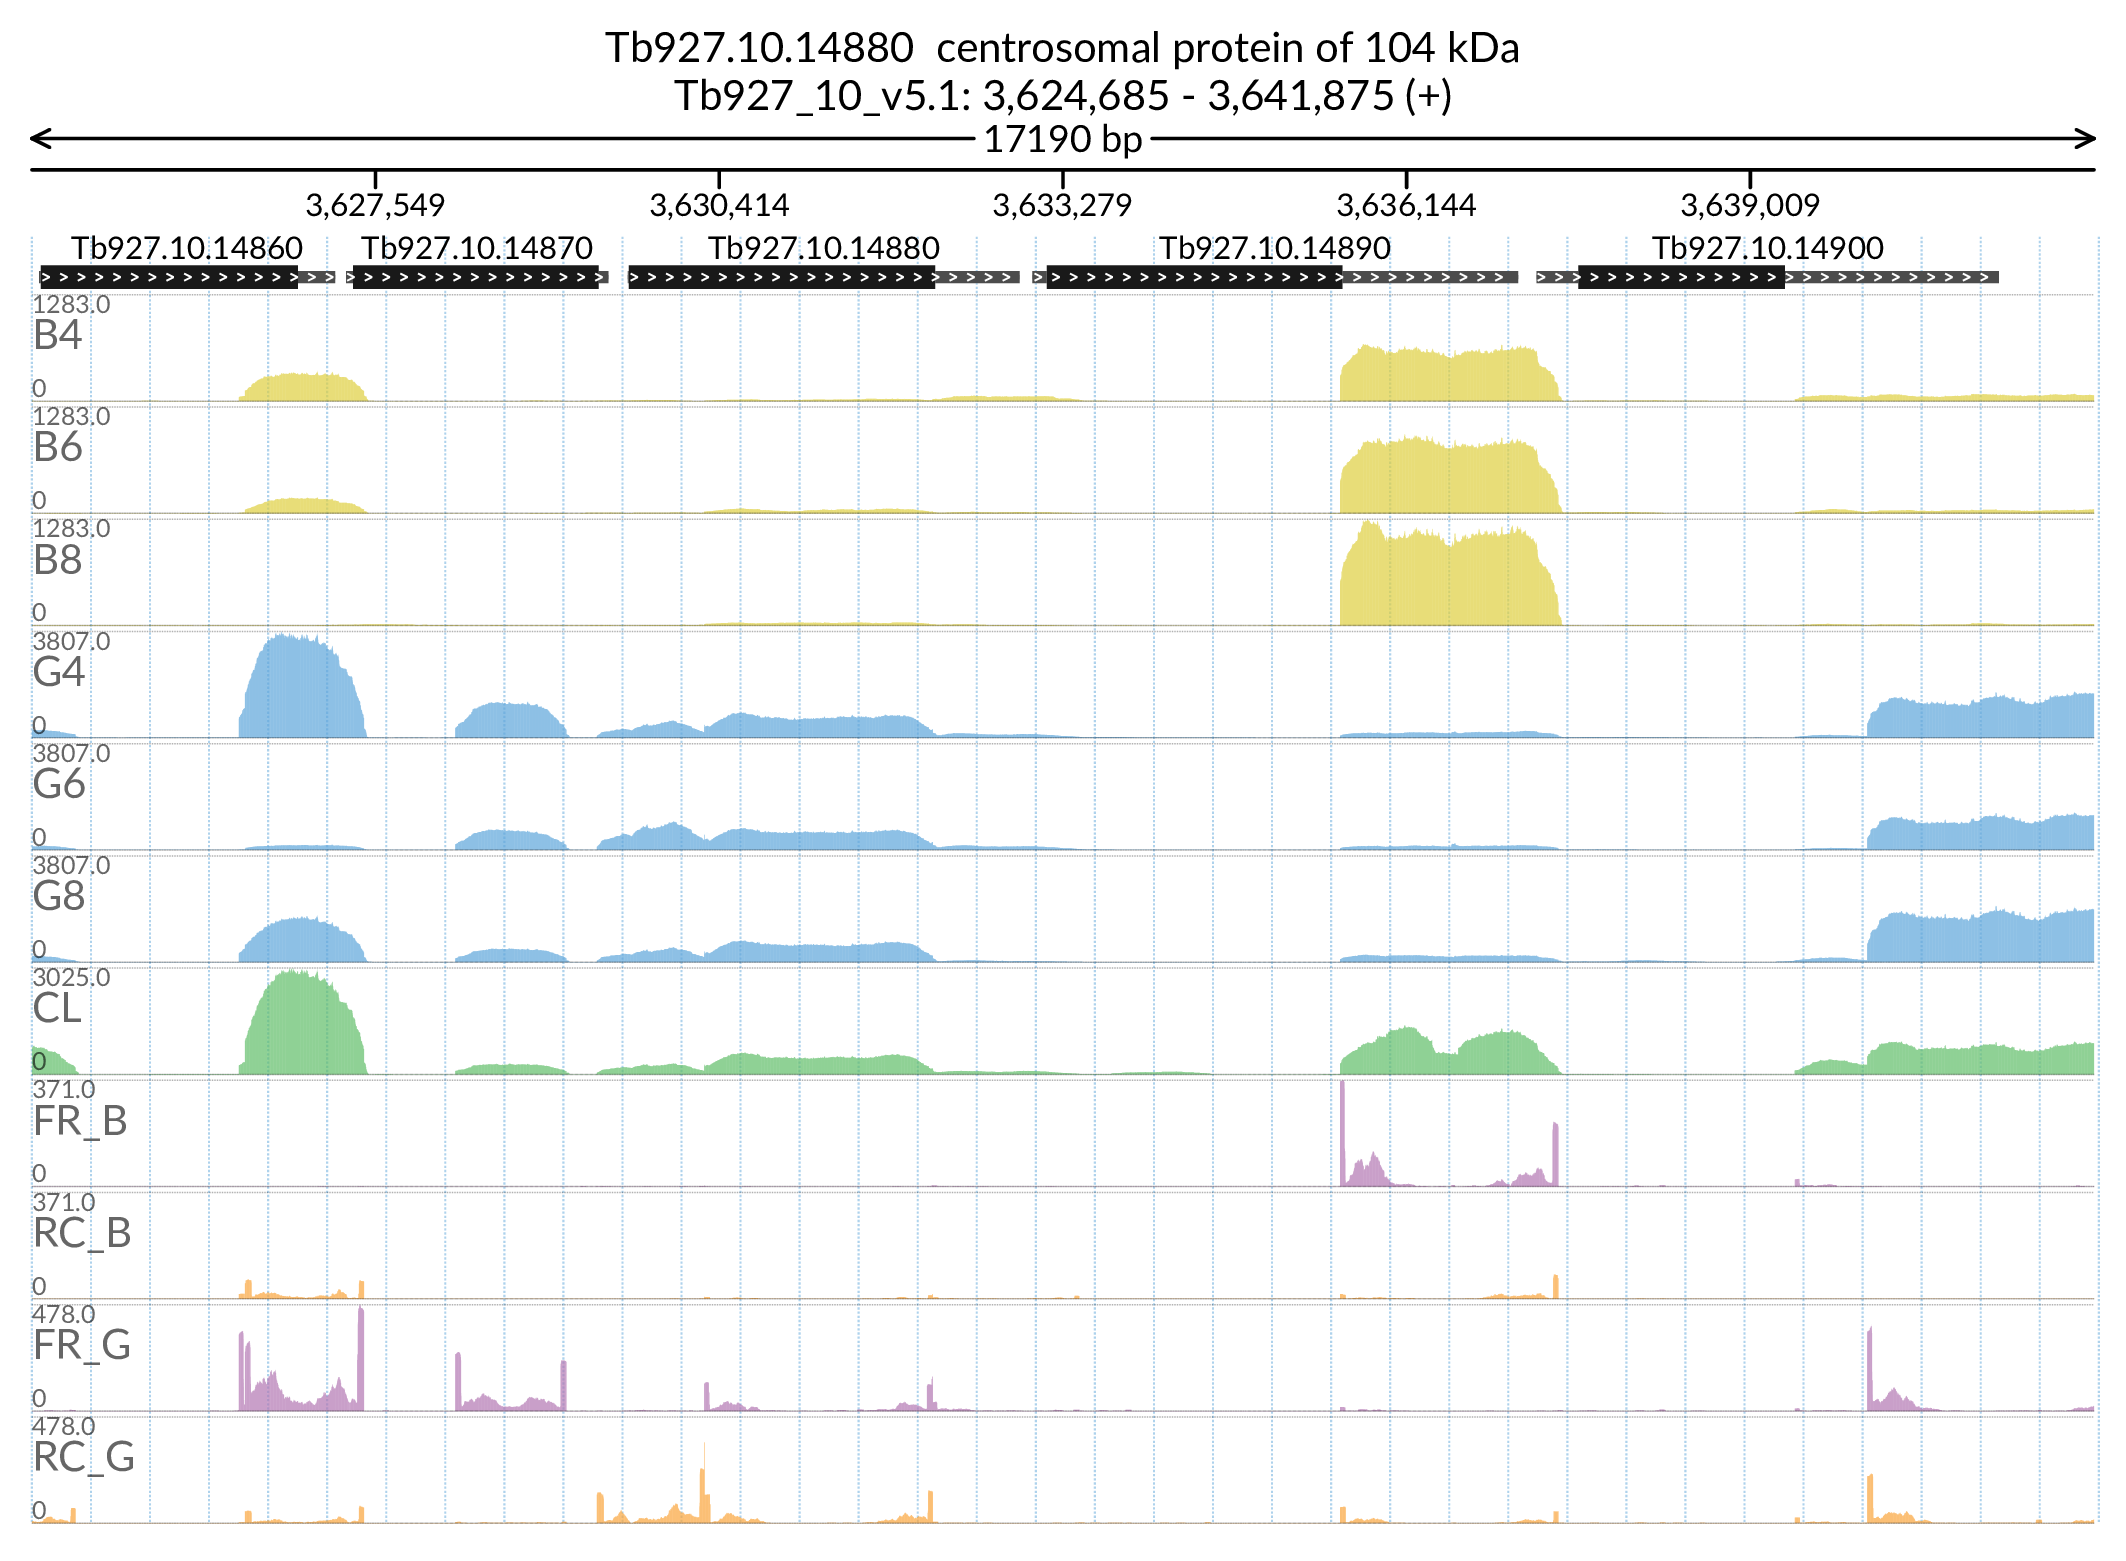 Tb927.10.14880  centrosomal protein of 104 kDa
Tb927_10_v5.1: 3,624,685 - 3,641,875 (+)
17190 bp
3,627,549 3,630,414 3,633,279 3,636,144 3,639,009
Tb927.10.14860 Tb927.10.14870 Tb927.10.14880 Tb927.10.14890 Tb927.10.14900
1283.0
B4
0
1283.0
B6
0
1283.0
B8
0
3807.0
G4
0
3807.0
G6
0
3807.0
G8
0
3025.0
CL
0
371.0
FR_B
0
371.0
RC_B
0
478.0
FR_G
0
478.0
RC_G
0